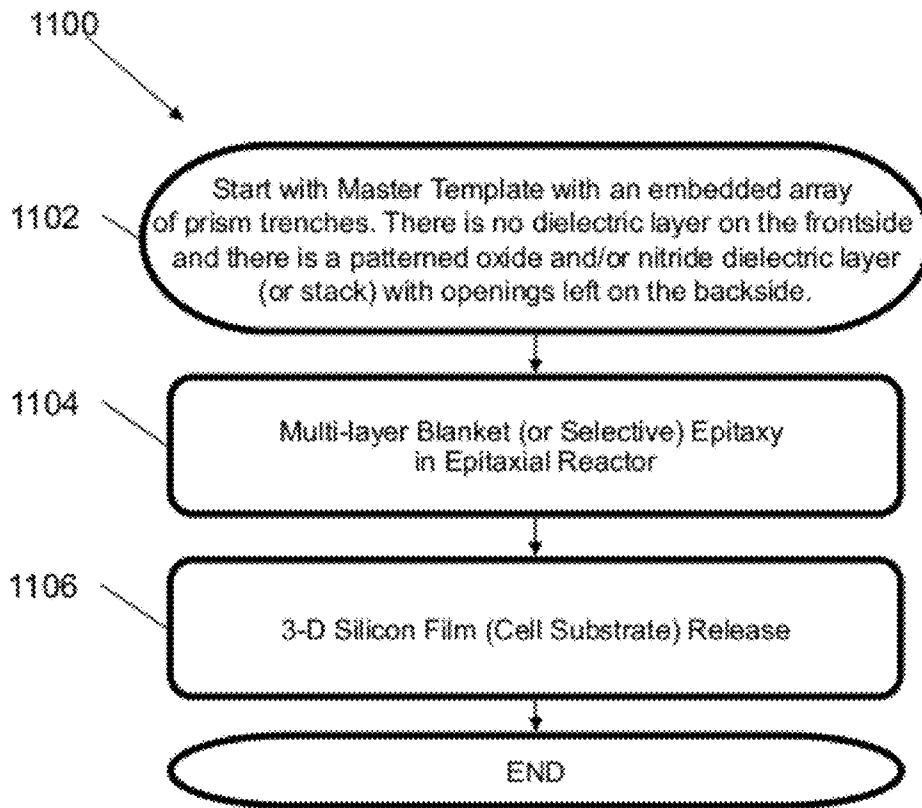 1100
1102
Start with Master Template with an embedded array
of prism trenches. There is no dielectric layer on the frontside
and there is a patterned oxide and/or nitride dielectric layer
(or stack) with openings left on the backside.
1104
Multi-layer Blanket (or Selective) Epitaxy
in Epitaxial Reactor
1106
3-D Silicon Film (Cell Substrate) Release
END